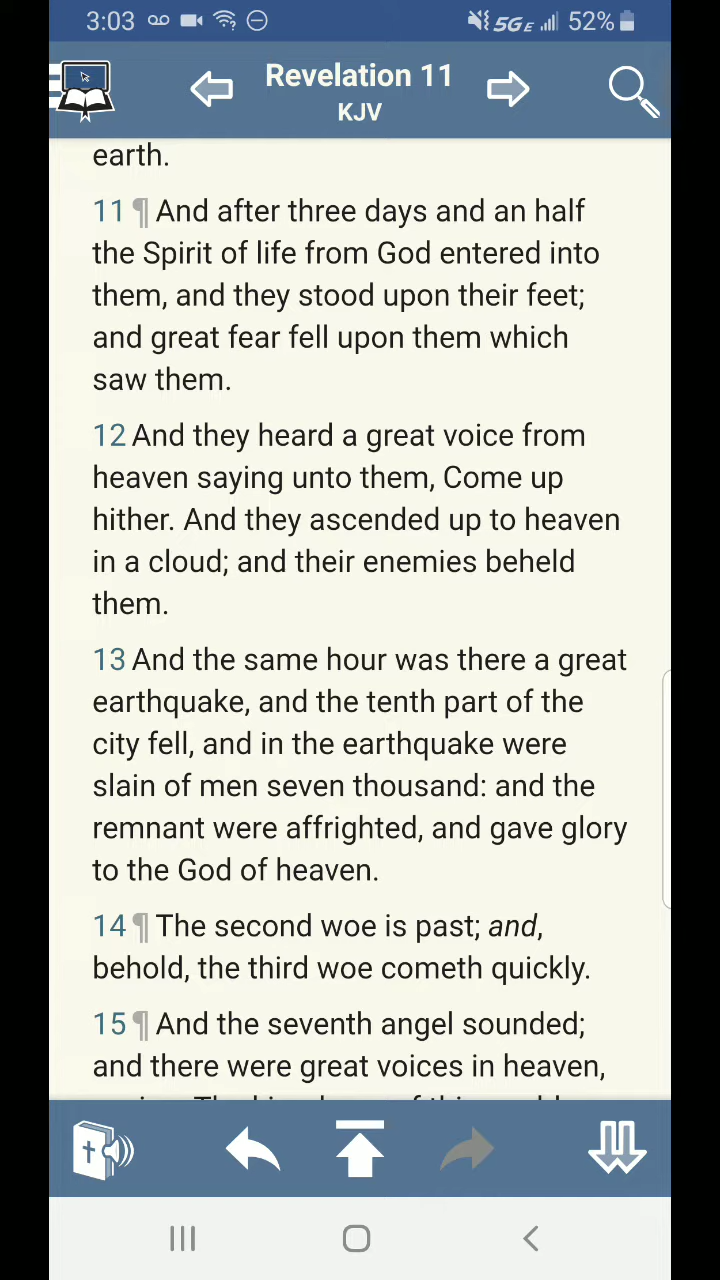 3:03 5G E 52%
Revelation 11
KJV
earth.
11 ¶ And after three days and an half
the Spirit of life from God entered into
them, and they stood upon their feet;
and great fear fell upon them which
saw them.
12 And they heard a great voice from
heaven saying unto them, Come up
hither. And they ascended up to heaven
in a cloud; and their enemies beheld
them.
13 And the same hour was there a great
earthquake, and the tenth part of the
city fell, and in the earthquake were
slain of men seven thousand: and the
remnant were affrighted, and gave glory
to the God of heaven.
14 ¶ The second woe is past; and,
behold, the third woe cometh quickly.
15 ¶ And the seventh angel sounded;
and there were great voices in heaven,